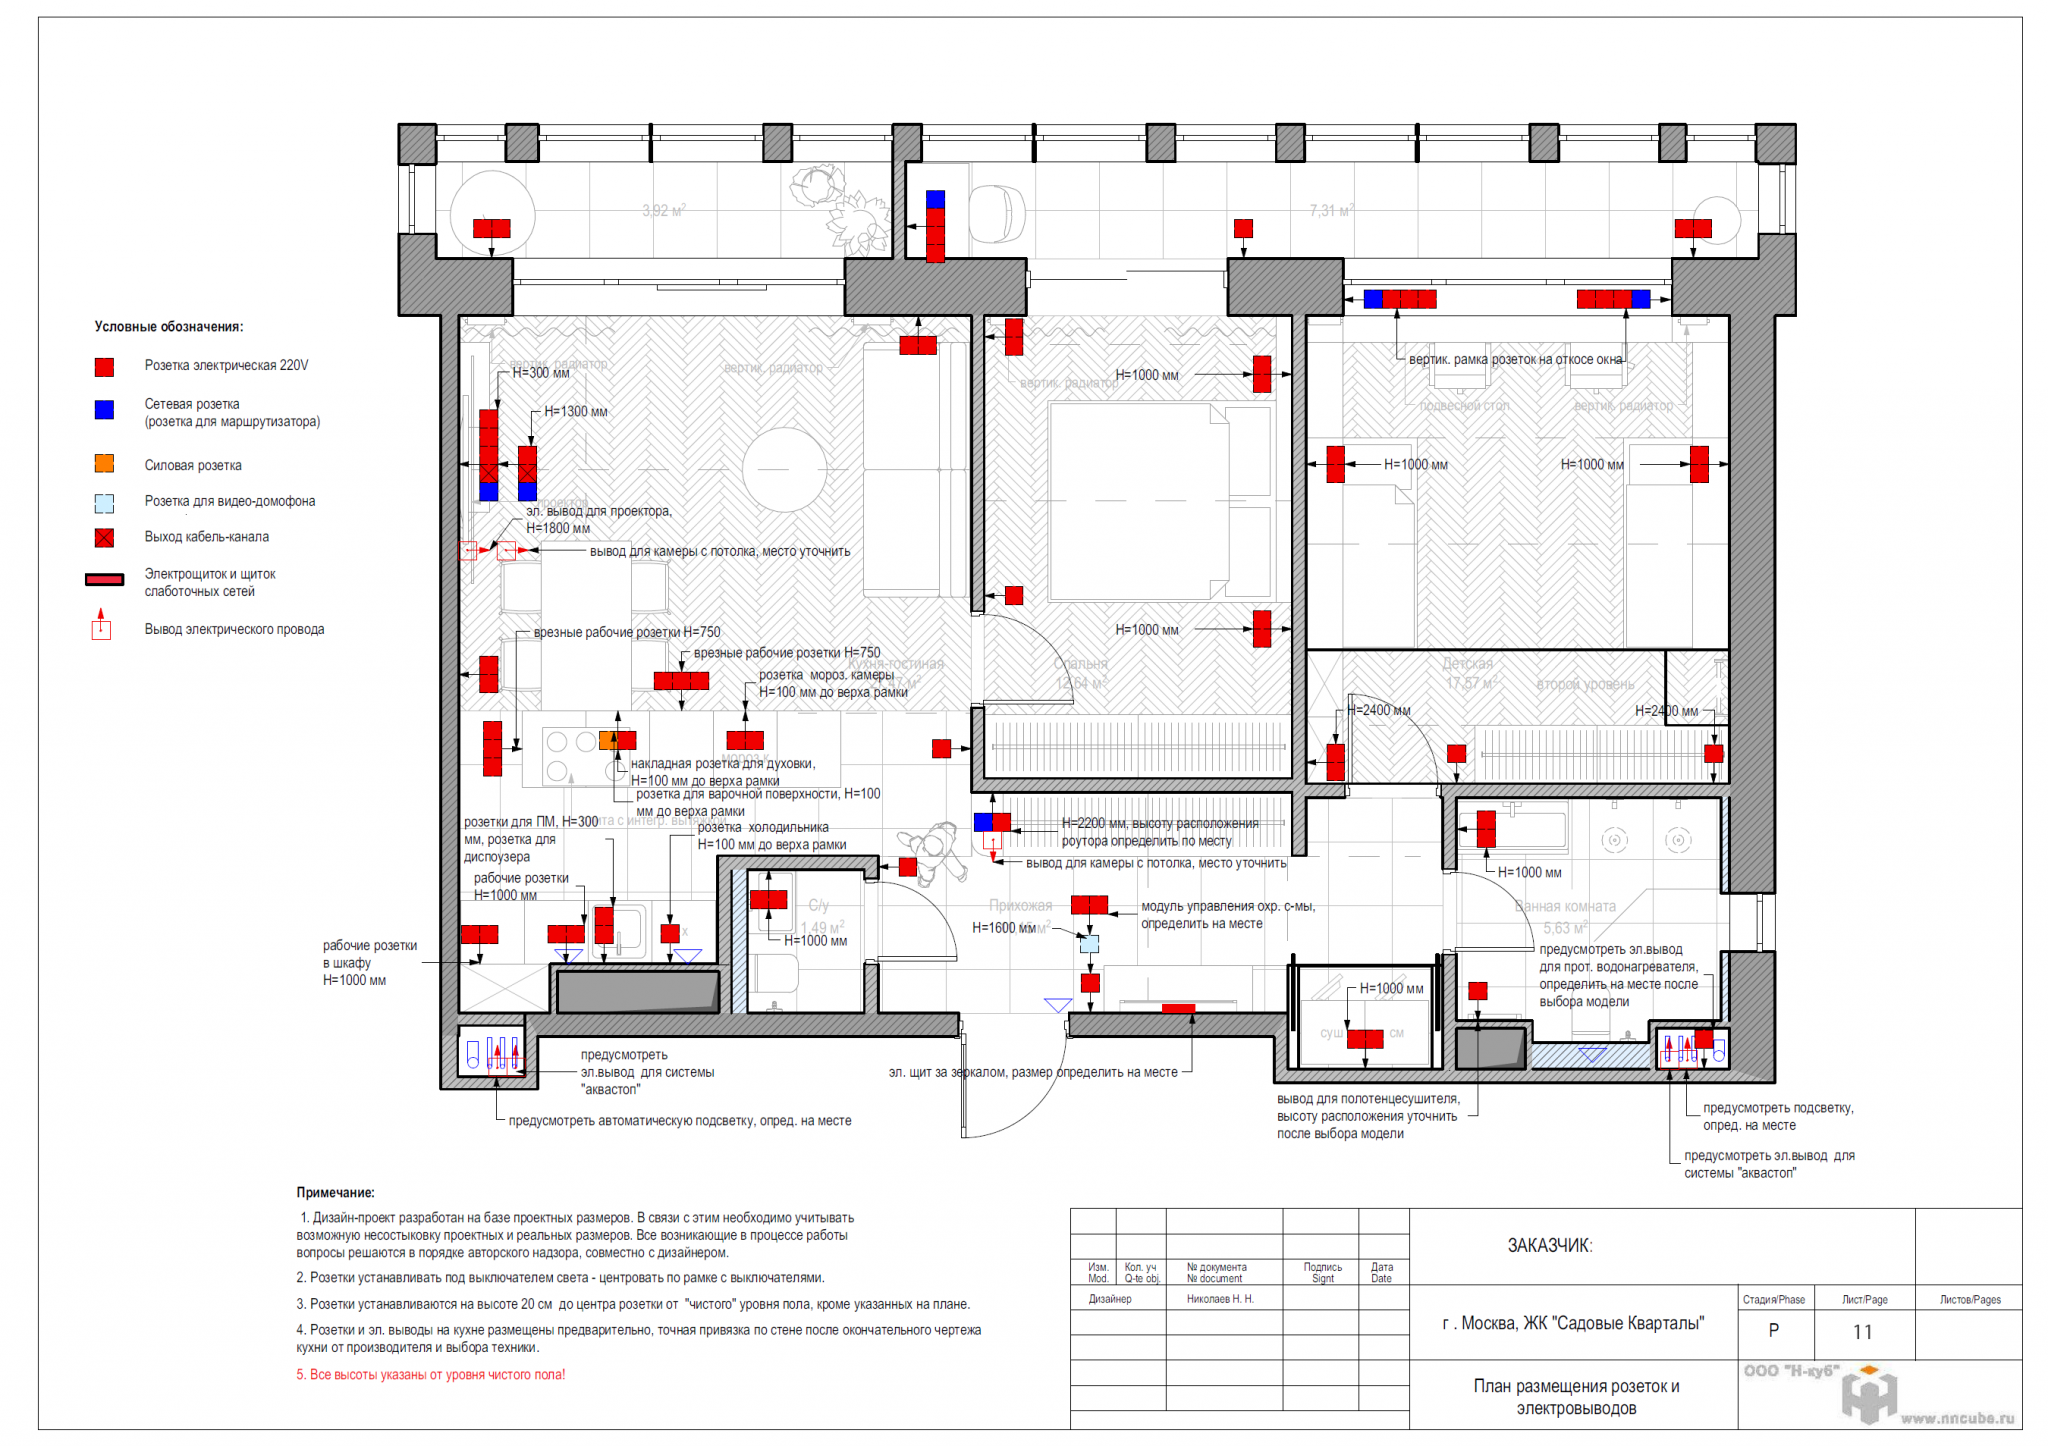 3,92 м²
7,31 м²
Условные обозначения:
Розетка электрическая 220V
Сетевая розетка
(розетка для маршрутизатора)
Силовая розетка
Розетка для видео-домофона
Выход кабель-канала
Электрощиток и щиток
слаботочных сетей
Вывод электрического провода
вертик. радиатор
H=300 мм
H=1300 мм
вертик. радиатор
вертик. радиатор
H=1000 мм
вертик. рамка розеток на откосе окна
подвесной стол
вертик. радиатор
H=1000 мм
H=1000 мм
проектор
эл. вывод для проектора,
H=1800 мм
вывод для камеры с потолка, место уточнить
врезные рабочие розетки H=750
врезные рабочие розетки H=750
Кухня-гостиная
розетка мороз. камеры
H=100 мм до верха рамки
H=1000 мм
Спальня
12,64 м²
Детская
17,57 м²
второй уровень
H=2400 мм
H=2400 мм
мороз.к
накладная розетка для духовки,
H=100 мм до верха рамки
розетка для варочной поверхности, H=100
мм до верха рамки
с интегр. вытяжкой
розетки для ПМ, H=300
мм, розетка для
диспоузера
розетка холодильника
H=100 мм до верха рамки
рабочие розетки
H=1000 мм
рабочие розетки
в шкафу
H=1000 мм
х
С/у
1,49 м²
H=1000 мм
H=2200 мм, высоту расположения
роутора определить по месту
вывод для камеры с потолка, место уточнить
Прихожая
H=1600 мм
модуль управления охр. с-мы,
определить на месте
H=1000 мм
Ванная комната
5,63 м²
предусмотреть эл.вывод
для прот. водонагревателя,
определить на месте после
выбора модели
H=1000 мм
суш
см
предусмотреть
эл.вывод для системы
"аквастоп"
предусмотреть автоматическую подсветку, опред. на месте
эл. щит за зеркалом, размер определить на месте
вывод для полотенцесушителя,
высоту расположения уточнить
после выбора модели
предусмотреть подсветку,
опред. на месте
предусмотреть эл.вывод для
системы "аквастоп"
Примечание:
1. Дизайн-проект разработан на базе проектных размеров. В связи с этим необходимо учитывать
возможную несостыковку проектных и реальных размеров. Все возникающие в процессе работы
вопросы решаются в порядке авторского надзора, совместно с дизайнером.
2. Розетки устанавливать под выключателем света - центровать по рамке с выключателями.
3. Розетки устанавливаются на высоте 20 см до центра розетки от "чистого" уровня пола, кроме указанных на плане.
4. Розетки и эл. выводы на кухне размещены предварительно, точная привязка по стене после окончательного чертежа
кухни от производителя и выбора техники.
5. Все высоты указаны от уровня чистого пола!
Изм. Кол. уч № документа Подпись Дата
Mod. Q-te obj. № document Signt Date
Дизайнер Николаев Н. Н.
ЗАКАЗЧИК:
г . Москва, ЖК "Садовые Кварталы"
Стадия/Phase Лист/Page Листов/Pages
Р 11
План размещения розеток и
электровыводов
ООО "Н-куб"
www.nncube.ru